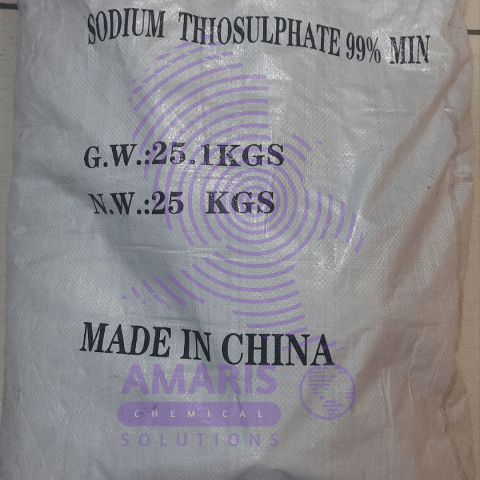 SODIUM THIOSULPHATE 99% MIN
G.W.:25.1KGS
N.W.:25 KGS
MADE IN CHINA
AMARIS
CHEMICAL
SOLUTIONS